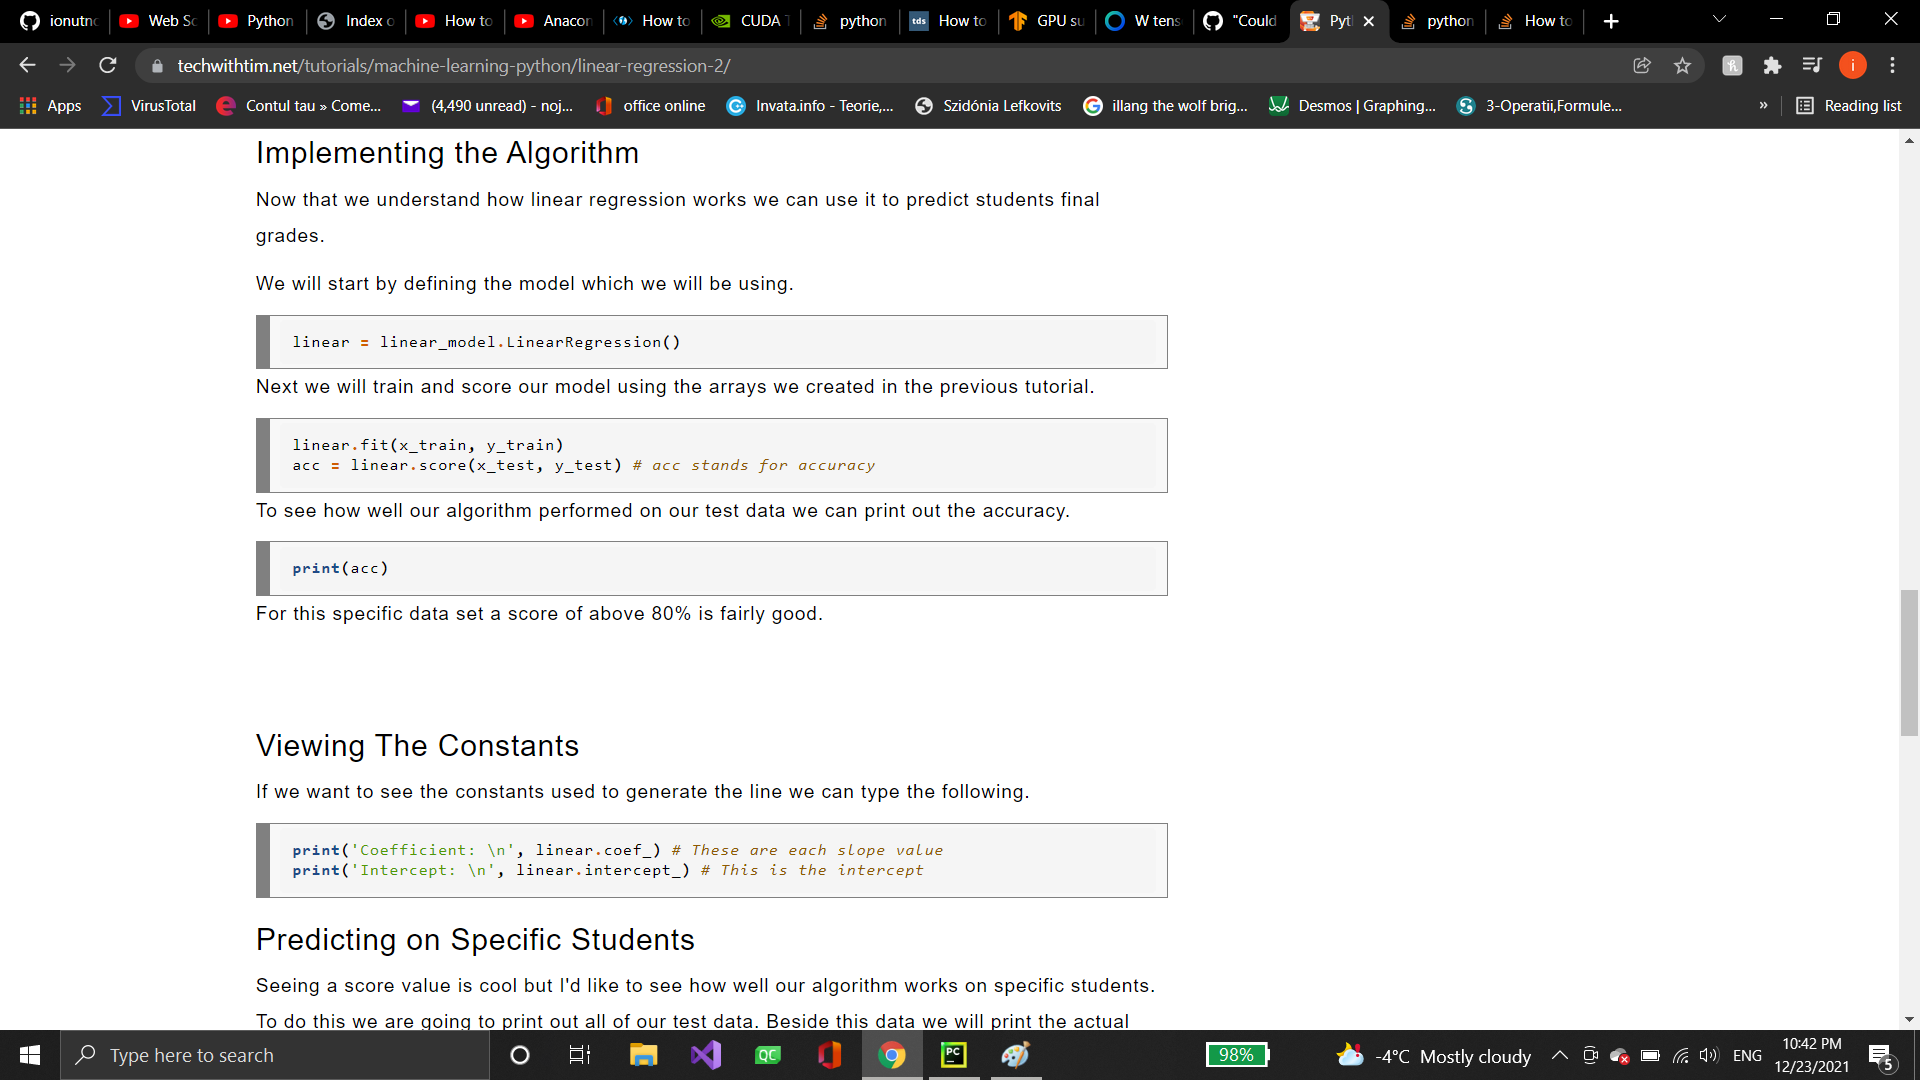 ionutnc
Web Sc
Python
Index o
How to
Anacon
How to
CUDA T
python
tds How to
GPU su
W tens
"Could
Pyt
python
How to
techwithtim.net/tutorials/machine-learning-python/linear-regression-2/
Apps
VirusTotal
Contul tau » Come...
(4,490 unread) - noj...
office online
Invata.info - Teorie,...
Szidónia Lefkovits
illang the wolf brig...
Desmos | Graphing...
3-Operatii,Formule...
»
Reading list
Implementing the Algorithm
Now that we understand how linear regression works we can use it to predict students final
grades.
We will start by defining the model which we will be using.
linear = linear_model.LinearRegression()
Next we will train and score our model using the arrays we created in the previous tutorial.
linear.fit(x_train, y_train)
acc = linear.score(x_test, y_test) # acc stands for accuracy
To see how well our algorithm performed on our test data we can print out the accuracy.
print(acc)
For this specific data set a score of above 80% is fairly good.
Viewing The Constants
If we want to see the constants used to generate the line we can type the following.
print('Coefficient: \n', linear.coef_) # These are each slope value
print('Intercept: \n', linear.intercept_) # This is the intercept
Predicting on Specific Students
Seeing a score value is cool but I'd like to see how well our algorithm works on specific students.
To do this we are going to print out all of our test data. Beside this data we will print the actual
Type here to search
QC
PC
98%
-4°C Mostly cloudy
ENG
10:42 PM
12/23/2021
5